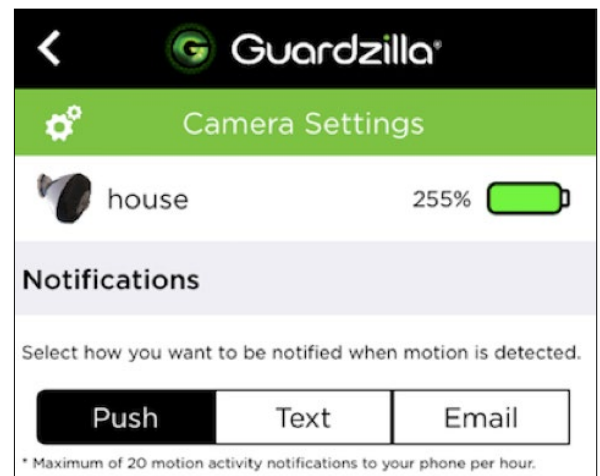 Guardzilla®
Camera Settings
house 255%
Notifications
Select how you want to be notified when motion is detected.
Push Text Email
* Maximum of 20 motion activity notifications to your phone per hour.